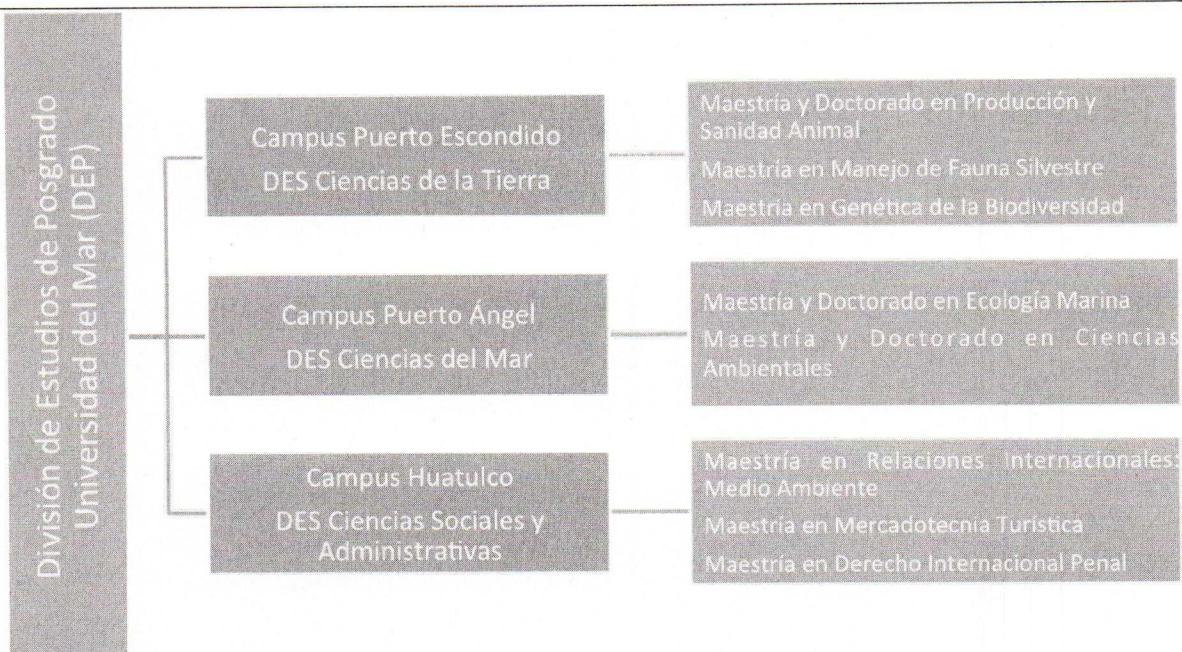 División de Estudios de Posgrado
Universidad del Mar (DEP)
Campus Puerto Escondido
DES Ciencias de la Tierra
Maestría y Doctorado en Producción y
Sanidad Animal
Maestría en Manejo de Fauna Silvestre
Maestría en Genética de la Biodiversidad
Campus Puerto Ángel
DES Ciencias del Mar
Maestría y Doctorado en Ecología Marina
Maestría y Doctorado en Ciencias
Ambientales
Campus Huatulco
DES Ciencias Sociales y
Administrativas
Maestría en Relaciones Internacionales:
Medio Ambiente
Maestría en Mercadotecnia Turística
Maestría en Derecho Internacional Penal